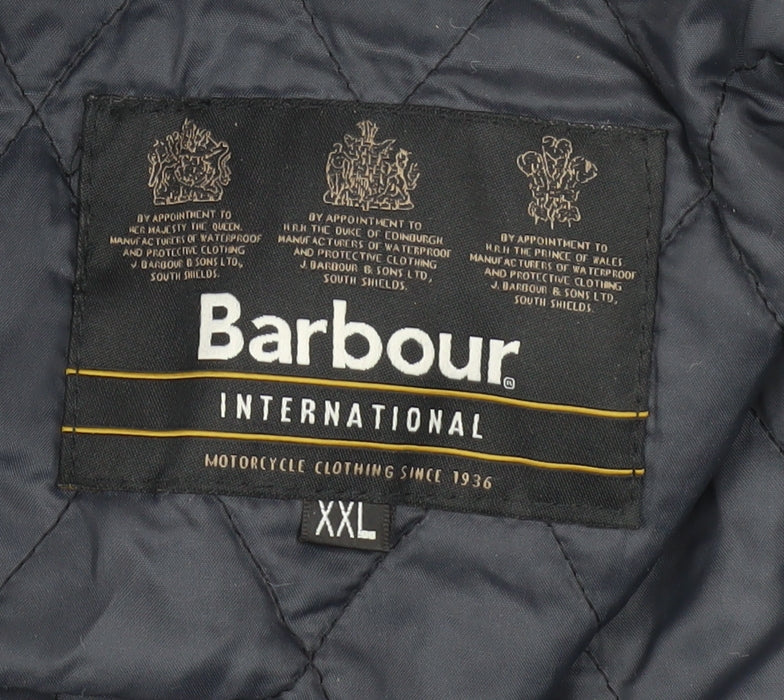 BY APPOINTMENT TO
HER MAJESTY THE QUEEN.
MANUFACTURERS OF WATERPROOF
AND PROTECTIVE CLOTHING
J. BARBOUR & SONS LTD,
SOUTH SHIELDS.
BY APPOINTMENT TO
H.R.H THE DUKE OF EDINBURGH
MANUFACTURERS OF WATERPROOF
AND PROTECTIVE CLOTHING
J. BARBOUR & SONS LTD,
SOUTH SHIELDS.
BY APPOINTMENT TO
H.R.H THE PRINCE OF WALES
MANUFACTURERS OF WATERPROOF
AND PROTECTIVE CLOTHING
J. BARBOUR & SONS LTD,
SOUTH SHIELDS.
Barbour®
INTERNATIONAL
MOTORCYCLE CLOTHING SINCE 1936
XXL